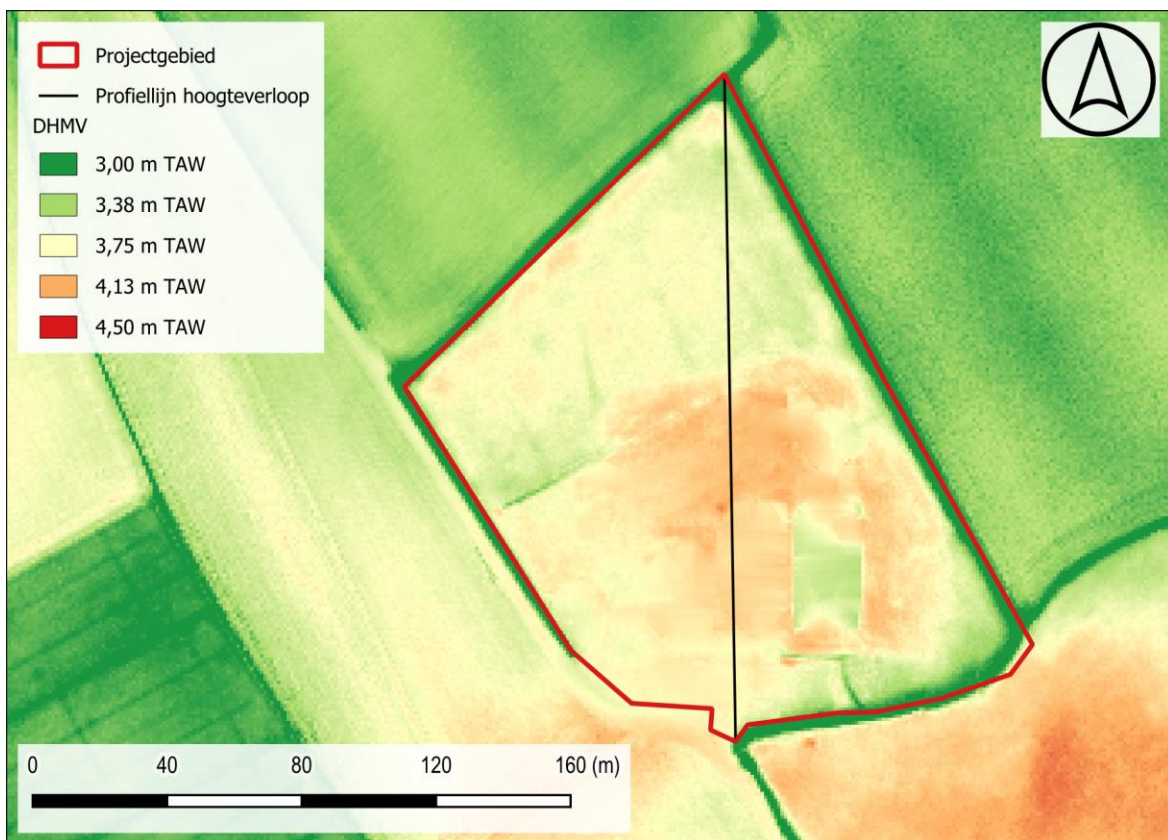 Projectgebied
Profiellijn hoogteverloop
DHMV
3,00 m TAW
3,38 m TAW
3,75 m TAW
4,13 m TAW
4,50 m TAW
0 40 80 120 160 (m)